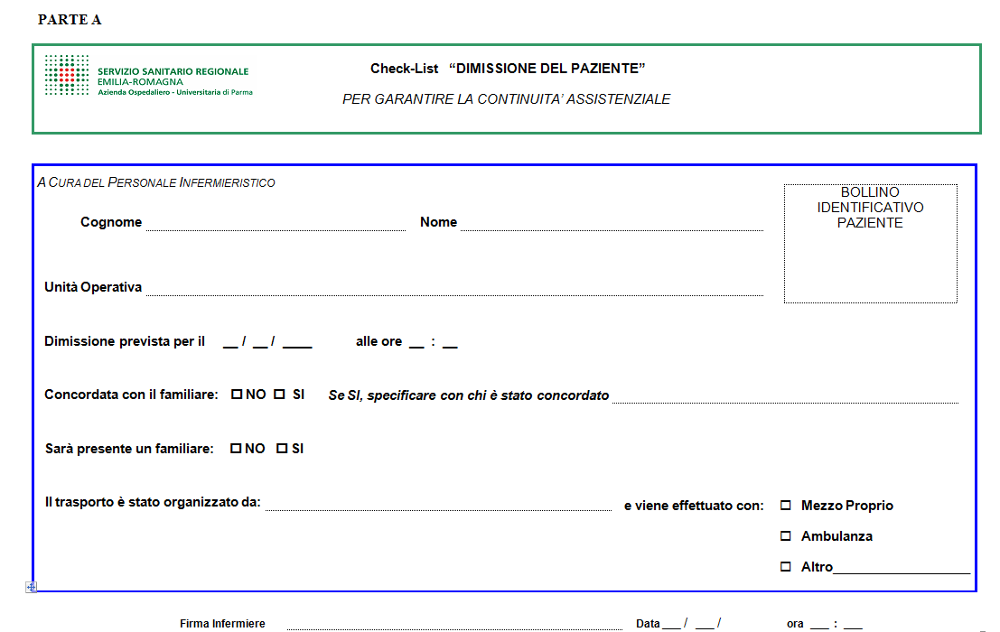 PARTE A
SERVIZIO SANITARIO REGIONALE
EMILIA-ROMAGNA
Azienda Ospedaliero - Universitaria di Parma
Check-List “DIMISSIONE DEL PAZIENTE”
PER GARANTIRE LA CONTINUITA’ ASSISTENZIALE
A CURA DEL PERSONALE INFERMIERISTICO
BOLLINO
IDENTIFICATIVO
PAZIENTE
Cognome Nome
Unità Operativa
Dimissione prevista per il __ / __ / ____ alle ore __ : __
Concordata con il familiare: ☐ NO ☐ SI Se SI, specificare con chi è stato concordato
Sarà presente un familiare: ☐ NO ☐ SI
Il trasporto è stato organizzato da: e viene effettuato con: ☐ Mezzo Proprio
☐ Ambulanza
☐ Altro___________________
Firma Infermiere Data ___ / ___ / ora ___ : ___